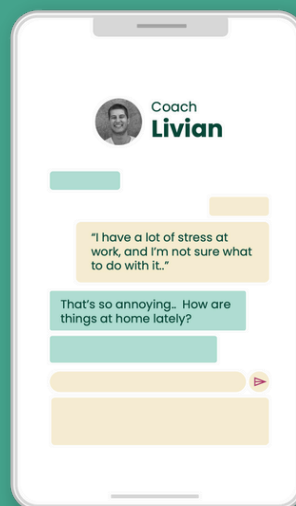 Coach
Livian
“I have a lot of stress at
work, and I’m not sure what
to do with it..”
That’s so annoying.. How are
things at home lately?